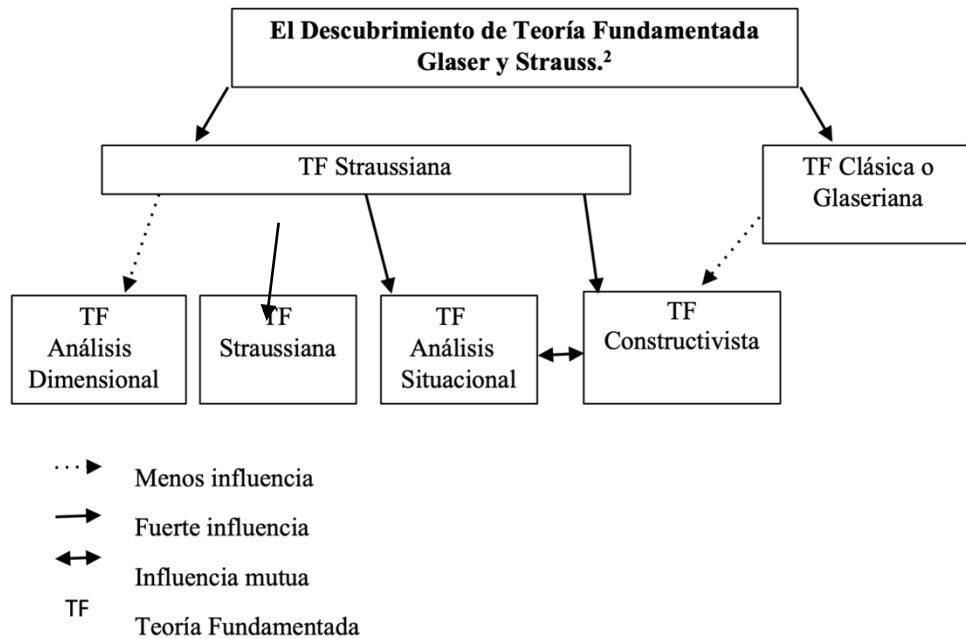 El Descubrimiento de Teoría Fundamentada
Glaser y Strauss.²
TF Straussiana
TF Clásica o
Glaseriana
TF
Análisis
Dimensional
TF
Straussiana
TF
Análisis
Situacional
TF
Constructivista
Menos influencia
Fuerte influencia
Influencia mutua
TF
Teoría Fundamentada